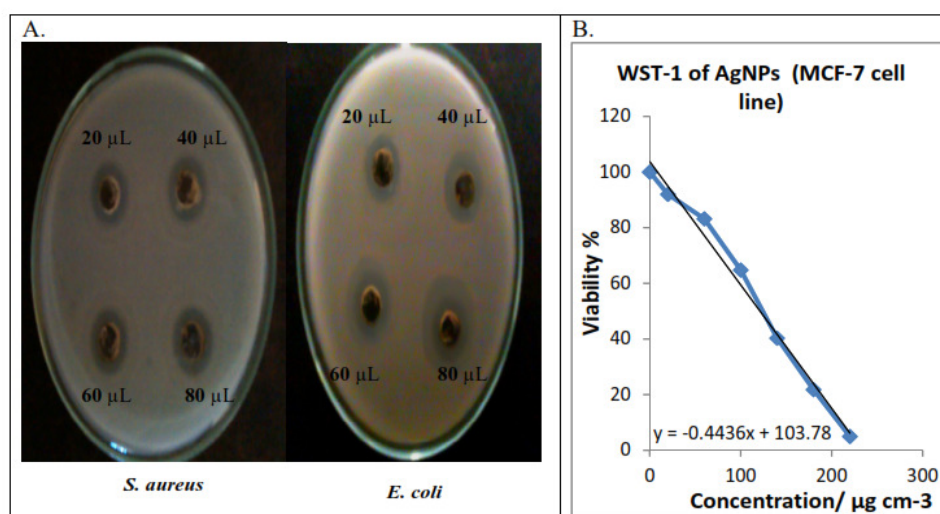 A.
20 µL 40 µL
60 µL 80 µL
S. aureus
20 µL 40 µL
60 µL 80 µL
E. coli
B.
WST-1 of AgNPs (MCF-7 cell
line)
120
100
80
60
40
20
0
Viability %
y = -0.4436x + 103.78
0 100 200 300
Concentration/ µg cm-3